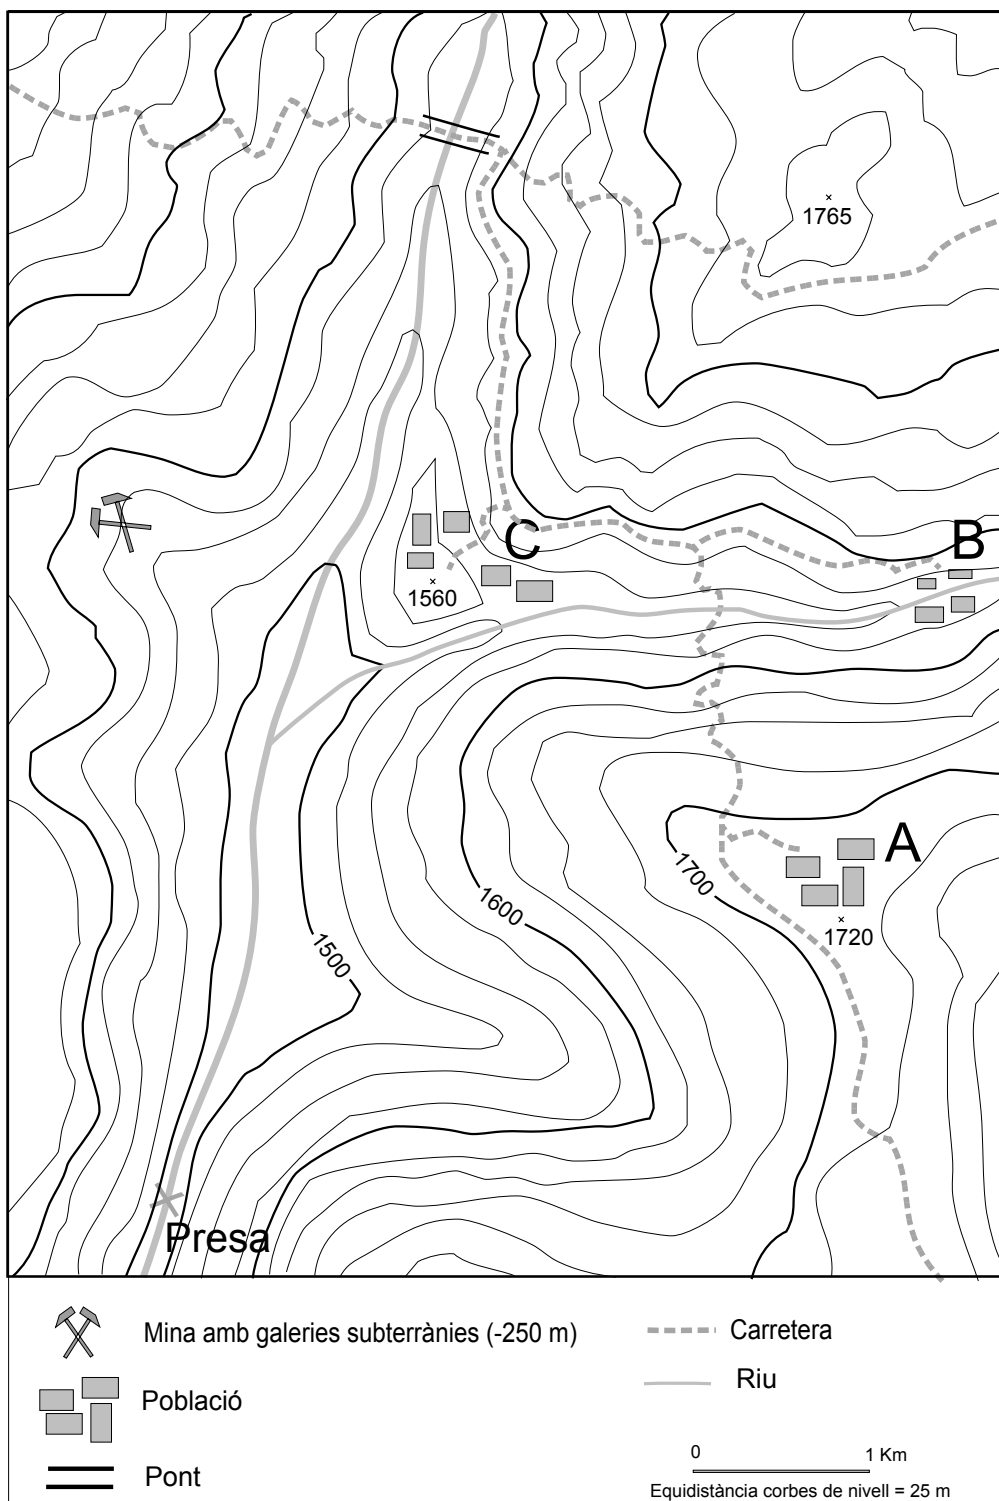 1765
C
B
1560
A
1700
1600
1720
1500
Presa
Mina amb galeries subterrànies (-250 m)
Carretera
Població
Riu
Pont
0 1 Km
Equidistància corbes de nivell = 25 m